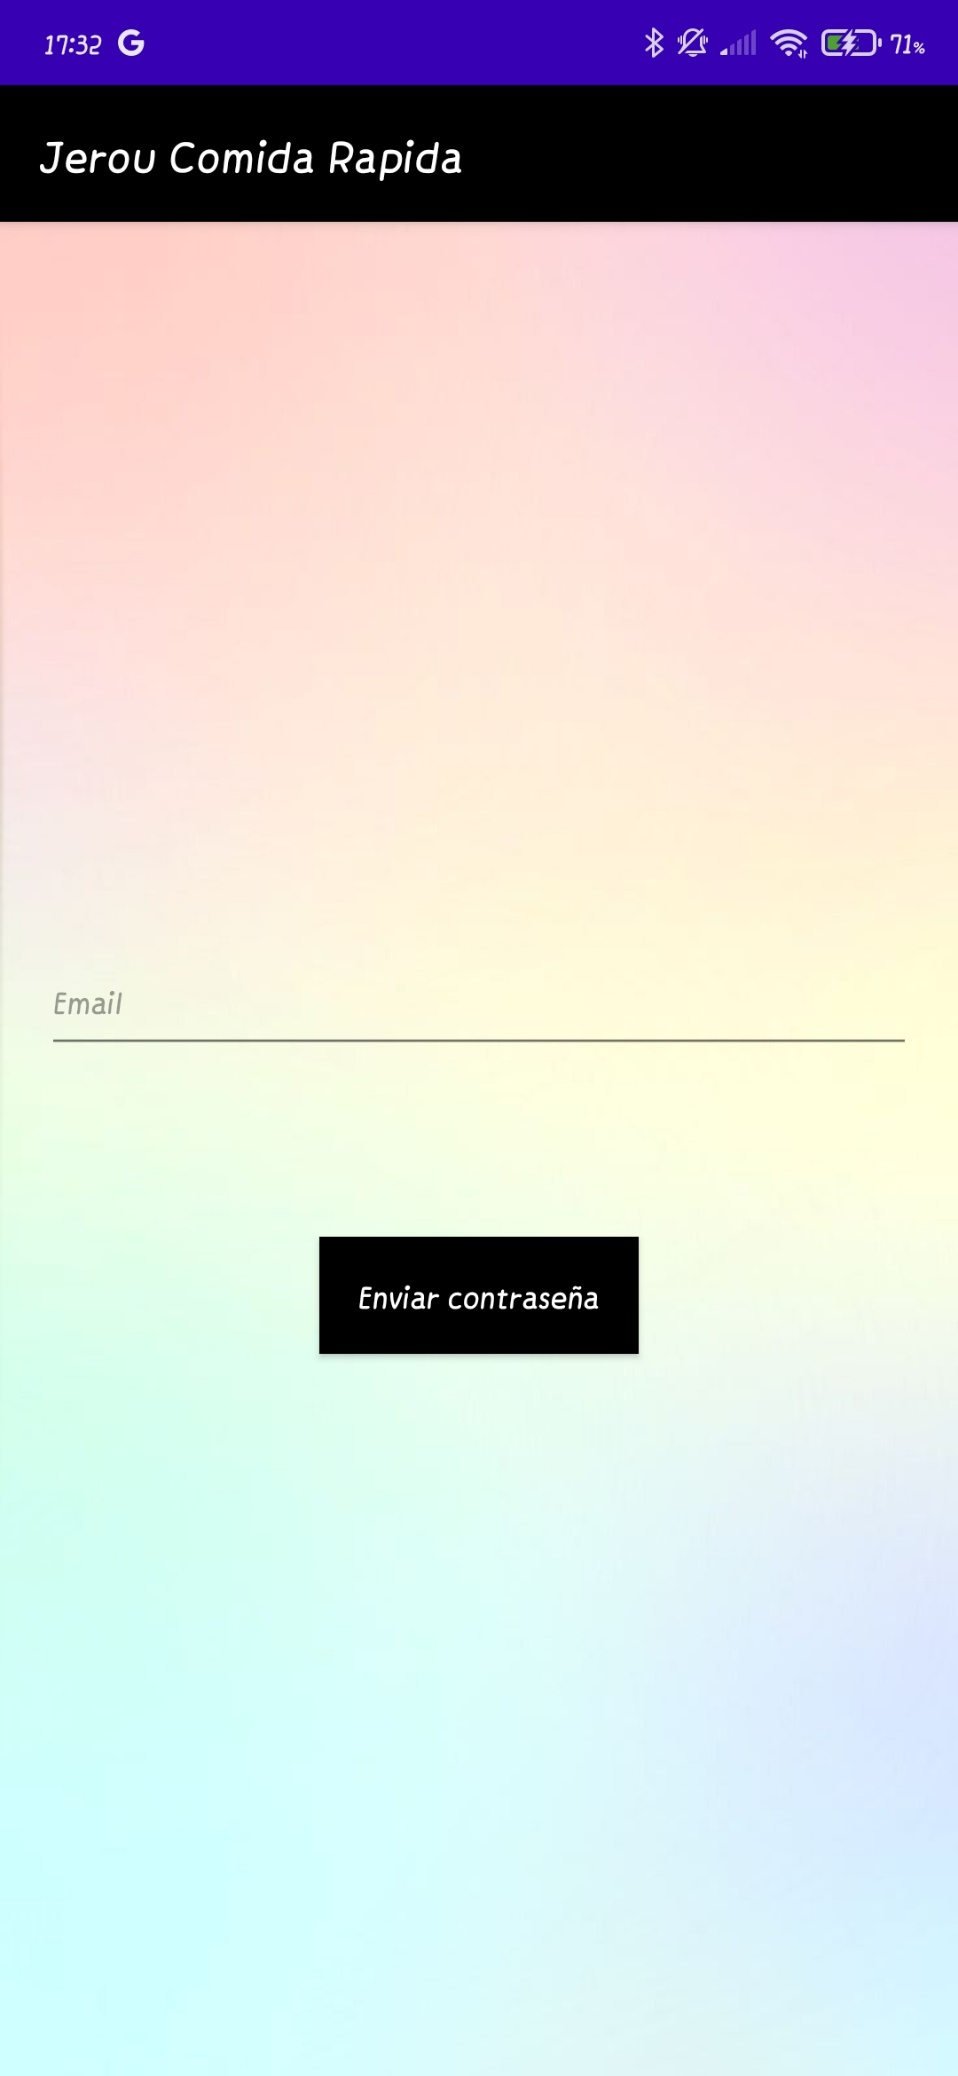 17:32 G 71%
Jerou Comida Rapida
Email
Enviar contraseña